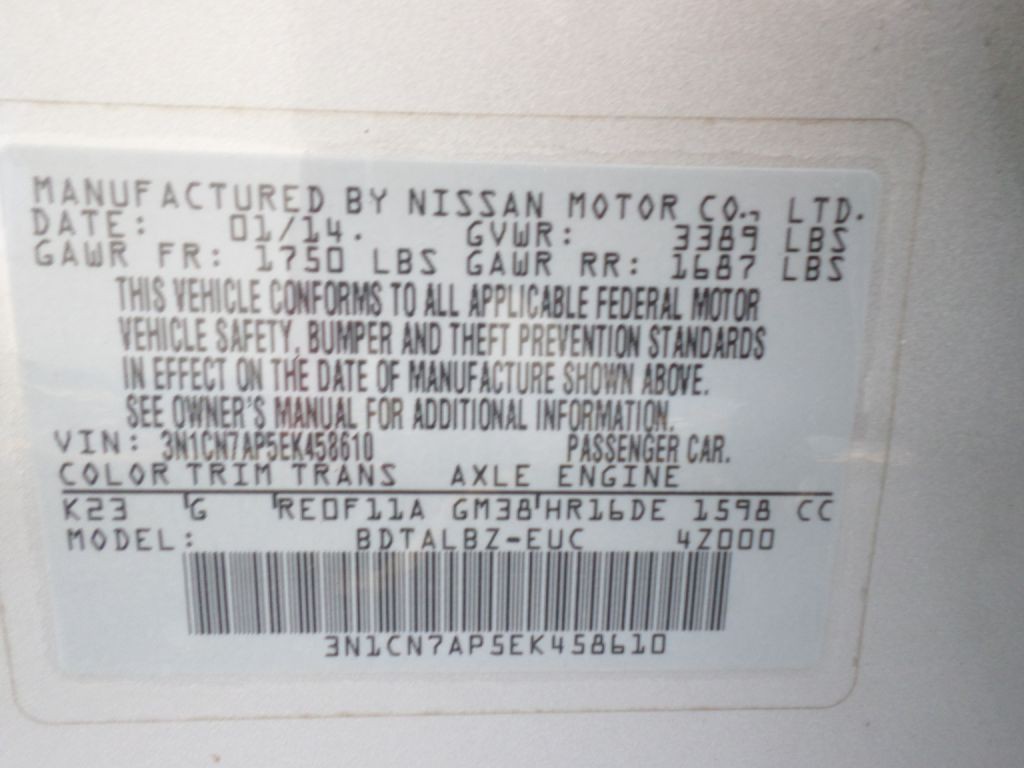 MANUFACTURED BY NISSAN MOTOR CO., LTD.
DATE: 01/14. GVWR: 3389 LBS
GAWR FR: 1750 LBS GAWR RR: 1687 LBS
THIS VEHICLE CONFORMS TO ALL APPLICABLE FEDERAL MOTOR
VEHICLE SAFETY, BUMPER AND THEFT PREVENTION STANDARDS
IN EFFECT ON THE DATE OF MANUFACTURE SHOWN ABOVE.
SEE OWNER'S MANUAL FOR ADDITIONAL INFORMATION.
VIN: 3N1CN7AP5EK458610 PASSENGER CAR.
COLOR TRIM TRANS AXLE ENGINE
K23 G RE0F11A GM38 HR16DE 1598 CC
MODEL: BDTALBZ-EUC 4Z000
3N1CN7AP5EK458610